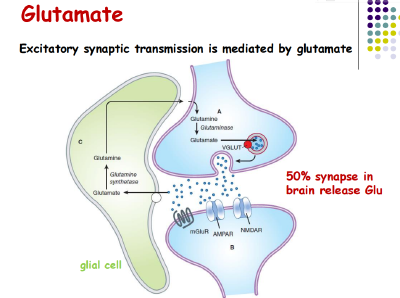 Glutamate
Excitatory synaptic transmission is mediated by glutamate
A
Glutamine
Glutaminase
Glutamate
VGLUT
C
Glutamine
Glutamine
synthetase
Glutamate
50% synapse in
brain release Glu
mGluR
AMPAR
NMDAR
B
glial cell